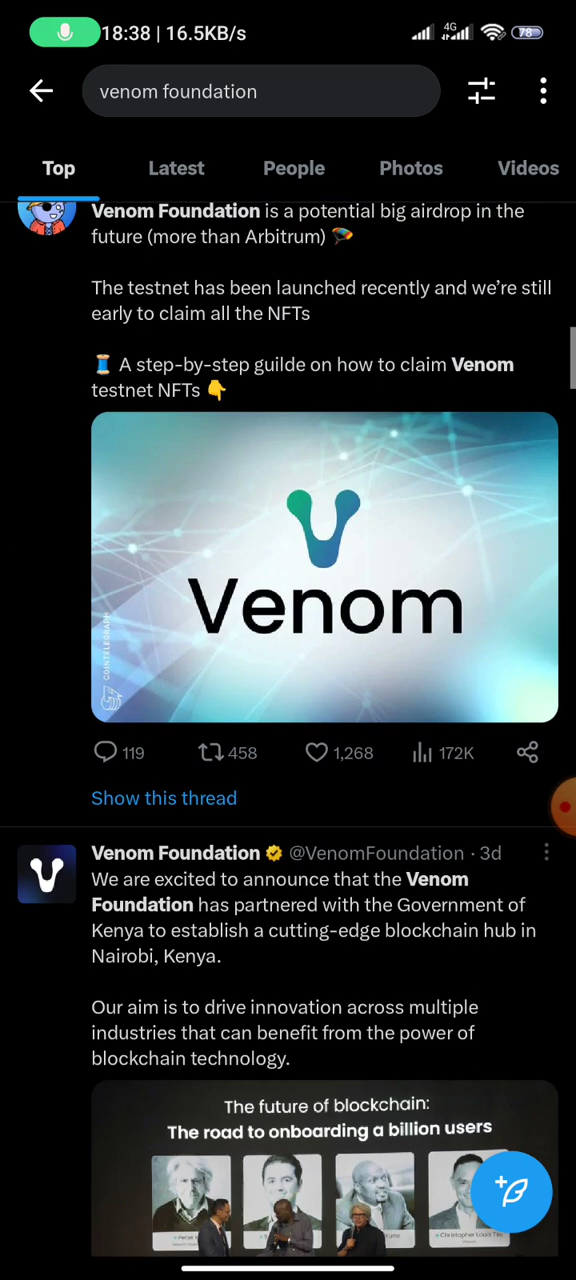 18:38 | 16.5KB/s
4G
78
venom foundation
Top
Latest
People
Photos
Videos
Venom Foundation is a potential big airdrop in the
future (more than Arbitrum) 🪂
The testnet has been launched recently and we’re still
early to claim all the NFTs
🧵 A step-by-step guilde on how to claim Venom
testnet NFTs 👇
Venom
COINTELEGRAPH
119
458
1,268
172K
Show this thread
Venom Foundation @VenomFoundation · 3d
We are excited to announce that the Venom
Foundation has partnered with the Government of
Kenya to establish a cutting-edge blockchain hub in
Nairobi, Kenya.
Our aim is to drive innovation across multiple
industries that can benefit from the power of
blockchain technology.
The future of blockchain:
The road to onboarding a billion users
Christopher Louis